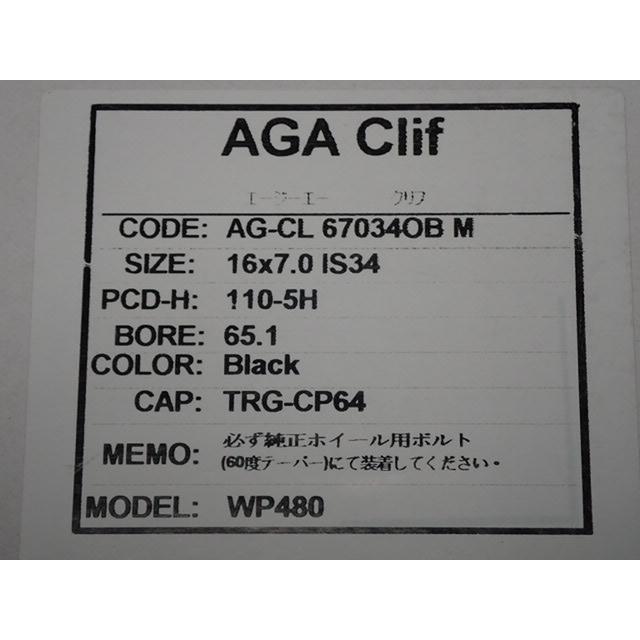 AGA Clif
エージーエー クリフ
CODE: AG-CL 67034OB M
SIZE: 16x7.0 IS34
PCD-H: 110-5H
BORE: 65.1
COLOR: Black
CAP: TRG-CP64
MEMO: 必ず純正ホイール用ボルト
(60度テーパー)にて装着してください・
MODEL: WP480